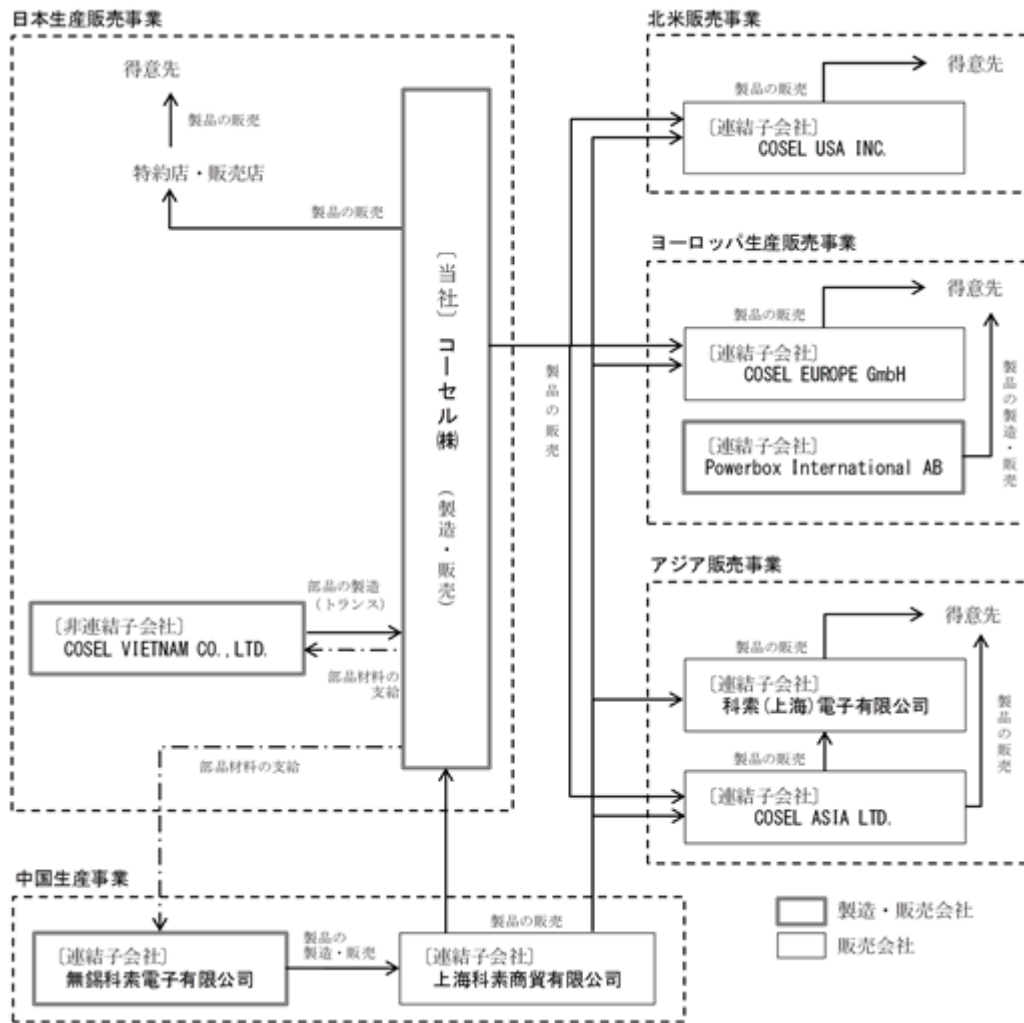 日本生産販売事業
得意先
製品の販売
特約店・販売店
製品の販売
〔当社〕コーセル㈱ (製造・販売)
部品の製造
(トランス)
〔非連結子会社〕
COSEL VIETNAM CO.,LTD.
部品材料の
支給
部品材料の支給
中国生産事業
〔連結子会社〕
無錫科索電子有限公司
製品の
製造・販売
〔連結子会社〕
上海科素商貿有限公司
製品の販売
製品の販売
北米販売事業
得意先
製品の販売
〔連結子会社〕
COSEL USA INC.
ヨーロッパ生産販売事業
得意先
製品の販売
〔連結子会社〕
COSEL EUROPE GmbH
〔連結子会社〕
Powerbox International AB
製品の製造・販売
アジア販売事業
得意先
製品の販売
〔連結子会社〕
科索(上海)電子有限公司
製品の販売
〔連結子会社〕
COSEL ASIA LTD.
製品の販売
製造・販売会社
販売会社